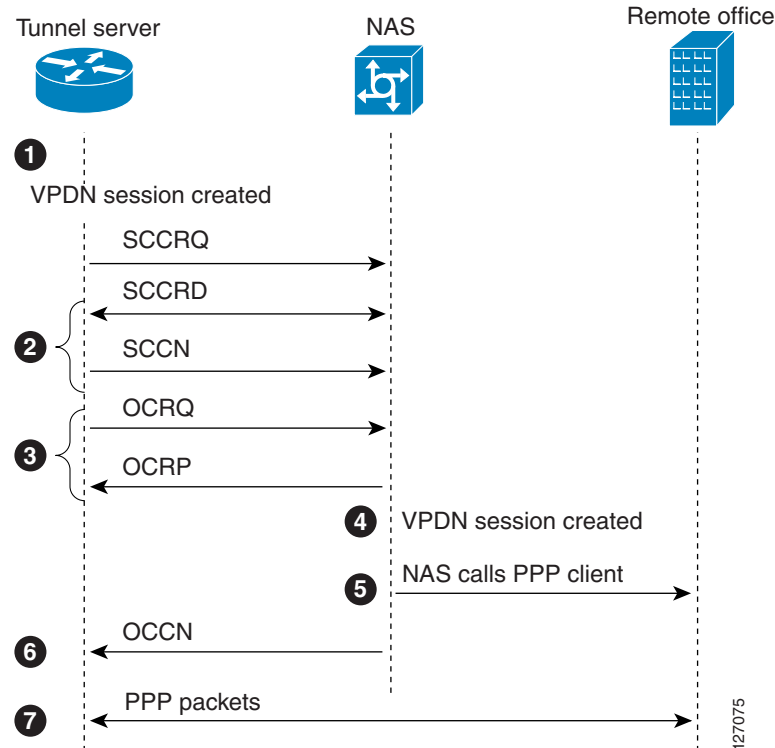 Tunnel server
NAS
Remote office
1
VPDN session created
SCCRQ
SCCRD
2
SCCN
OCRQ
3
OCRP
4 VPDN session created
NAS calls PPP client
5
OCCN
6
PPP packets
7
127075